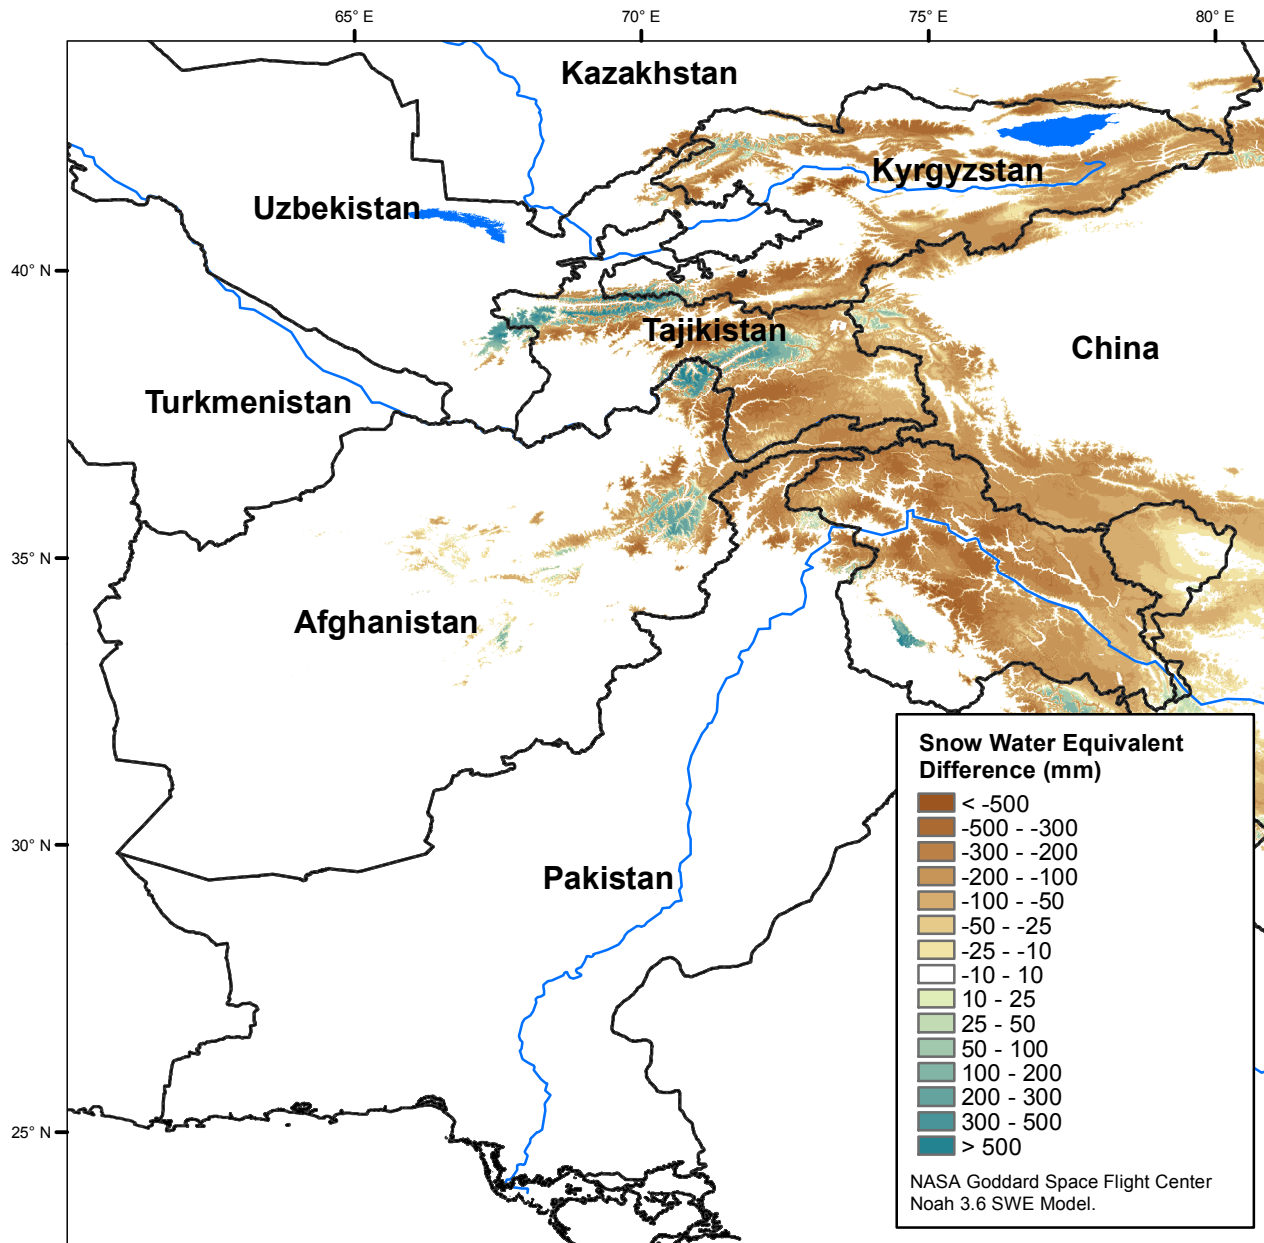 65° E
70° E
75° E
80° E
Kazakhstan
Kyrgyzstan
Uzbekistan
40° N
Tajikistan
China
Turkmenistan
35° N
Afghanistan
Snow Water Equivalent
Difference (mm)
< -500
-500 - -300
-300 - -200
-200 - -100
-100 - -50
-50 - -25
-25 - -10
-10 - 10
10 - 25
25 - 50
50 - 100
100 - 200
200 - 300
300 - 500
> 500
30° N
Pakistan
25° N
NASA Goddard Space Flight Center
Noah 3.6 SWE Model.